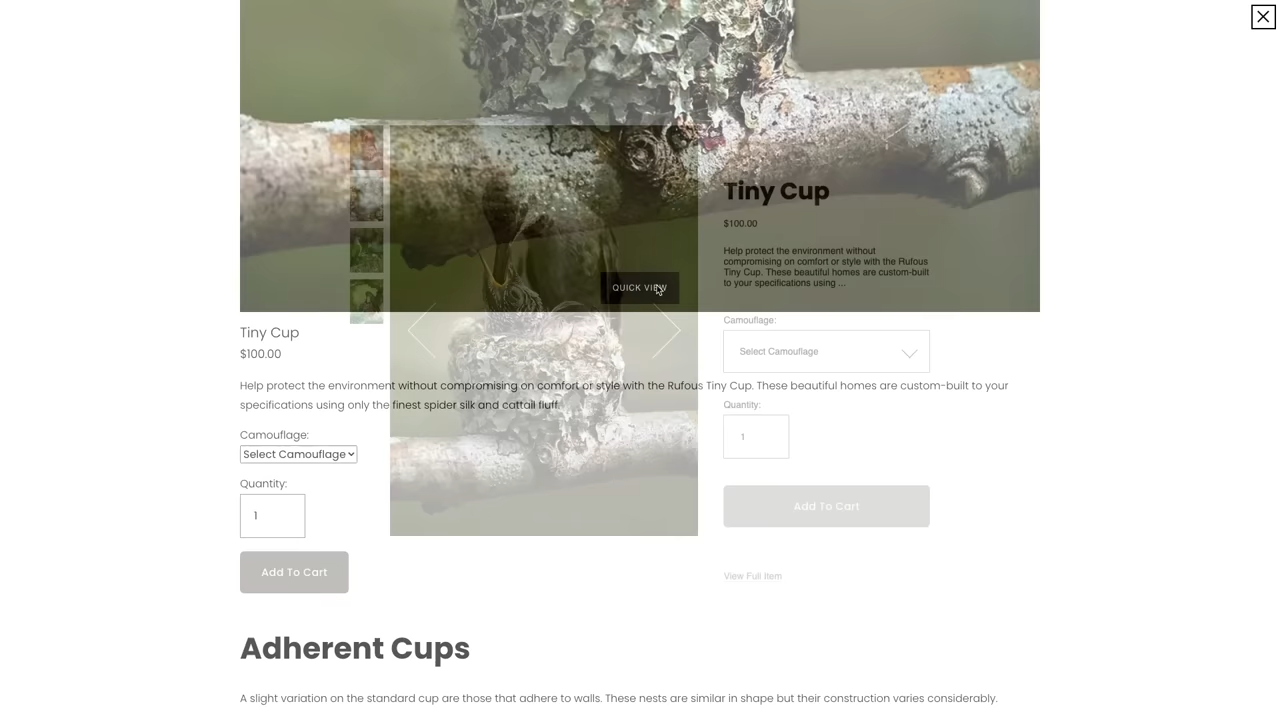 Tiny Cup
$100.00
Help protect the environment without
compromising on comfort or style with the Rufous
Tiny Cup. These beautiful homes are custom-built
to your specifications using ...
QUICK VIEW
Camouflage:
Select Camouflage
Quantity:
1
Add To Cart
View Full Item
Tiny Cup
$100.00
Help protect the environment without compromising on comfort or style with the Rufous Tiny Cup. These beautiful homes are custom-built to your
specifications using only the finest spider silk and cattail fluff.
Camouflage:
Select Camouflage
Quantity:
1
Add To Cart
Adherent Cups
A slight variation on the standard cup are those that adhere to walls. These nests are similar in shape but their construction varies considerably.